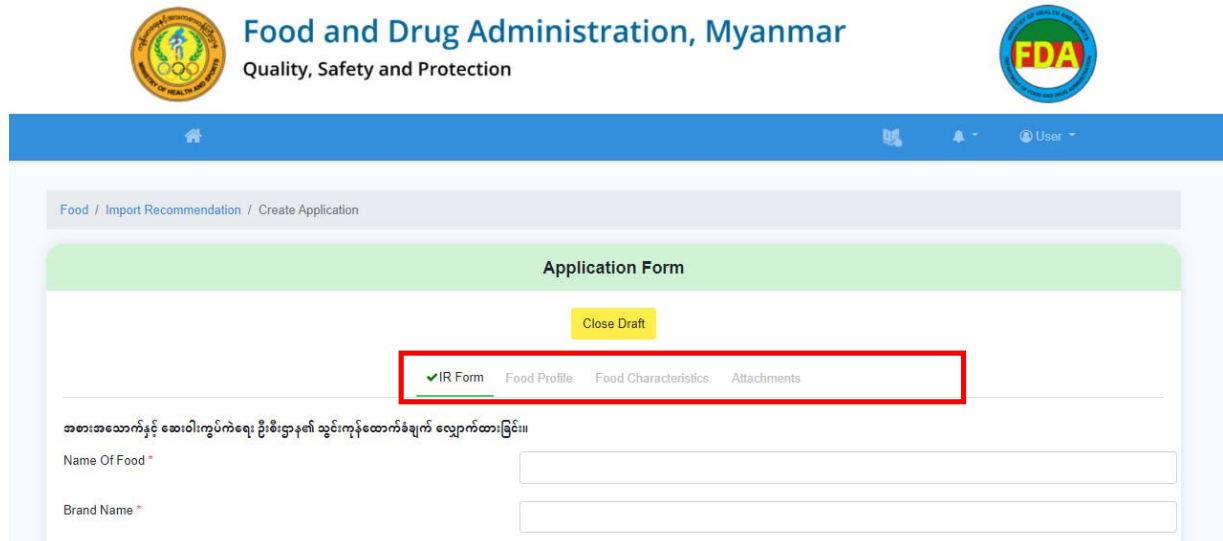 Food and Drug Administration, Myanmar
Quality, Safety and Protection
FDA
User
Food / Import Recommendation / Create Application
Application Form
Close Draft
IR Form Food Profile Food Characteristics Attachments
အစားအသောက်နှင့် ဆေးဝါးကွပ်ကဲရေး ဦးစီးဌာန၏ သွင်းကုန်ထောက်ခံချက် လျှောက်ထားခြင်း။
Name Of Food *
Brand Name *